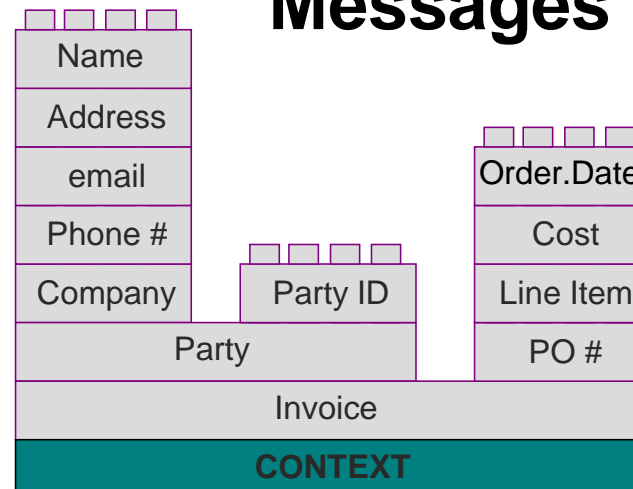 Messages
Name
Address
email
Phone #
Company
Party ID
Order.Date
Cost
Line Item
PO #
Party
Invoice
CONTEXT